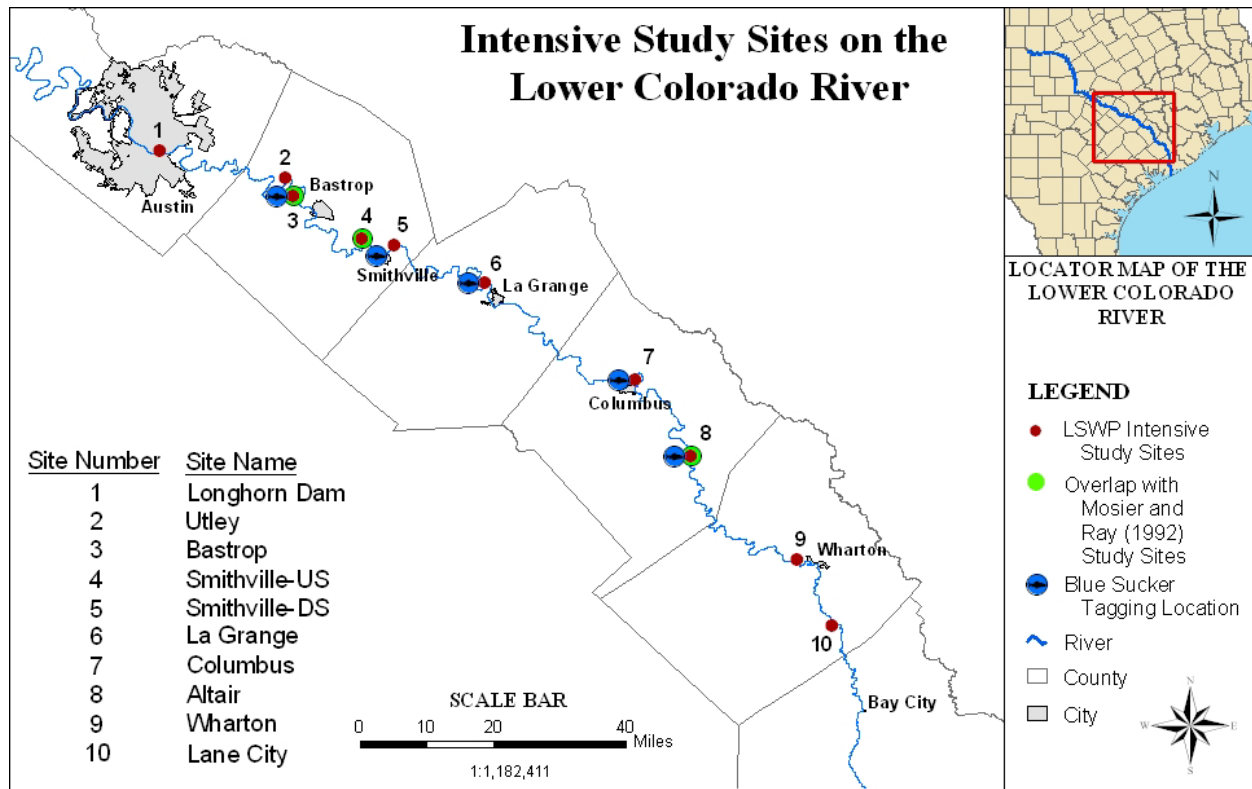 Intensive Study Sites on the
Lower Colorado River
1
Austin
2
Bastrop
3
4
5
Smithville
6
La Grange
7
Columbus
8
9
Wharton
10
Bay City
Site Number Site Name
1 Longhorn Dam
2 Utley
3 Bastrop
4 Smithville-US
5 Smithville-DS
6 La Grange
7 Columbus
8 Altair
9 Wharton
10 Lane City
SCALE BAR
0 10 20 40
Miles
1:1,182,411
N
LOCATOR MAP OF THE
LOWER COLORADO
RIVER
LEGEND
LSWP Intensive
Study Sites
Overlap with
Mosier and
Ray (1992)
Study Sites
Blue Sucker
Tagging Location
River
County
City
N
W E
S